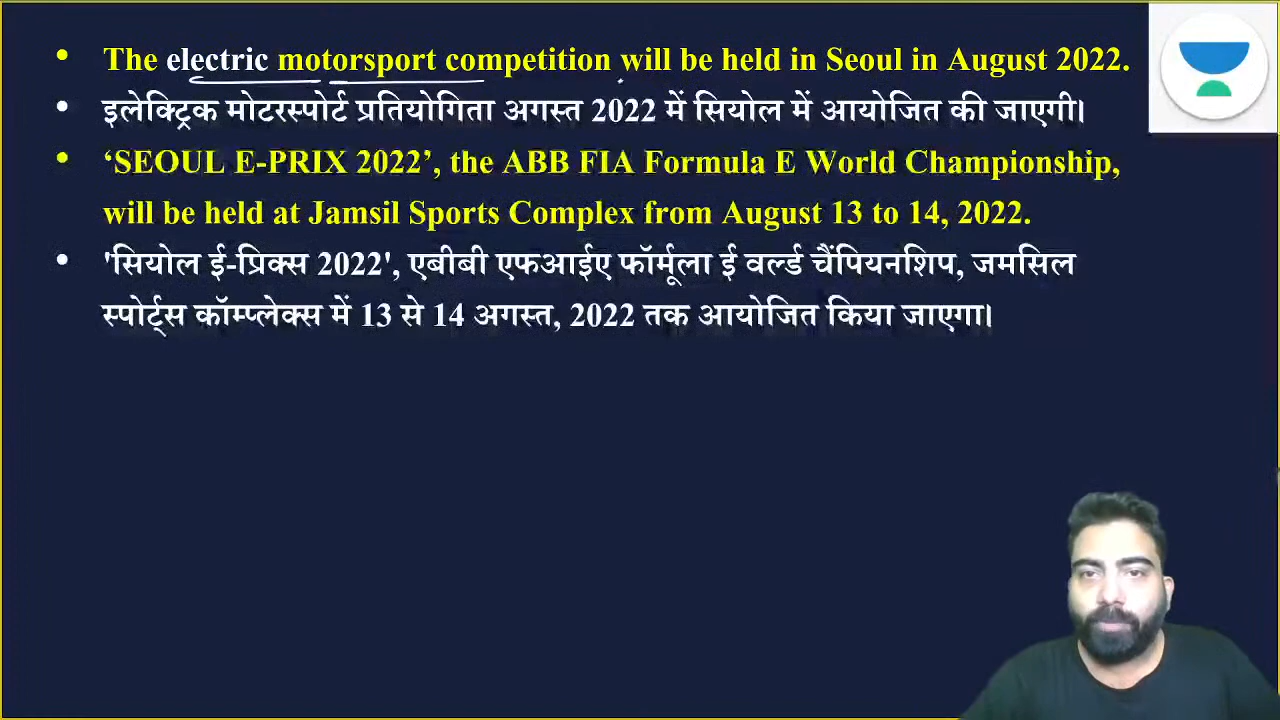 • The electric motorsport competition will be held in Seoul in August 2022.
• इलेक्ट्रिक मोटरस्पोर्ट प्रतियोगिता अगस्त 2022 में सियोल में आयोजित की जाएगी।
• ‘SEOUL E-PRIX 2022’, the ABB FIA Formula E World Championship,
will be held at Jamsil Sports Complex from August 13 to 14, 2022.
• 'सियोल ई-प्रिक्स 2022', एबीबी एफआईए फॉर्मूला ई वर्ल्ड चैंपियनशिप, जमसिल
स्पोर्ट्स कॉम्प्लेक्स में 13 से 14 अगस्त, 2022 तक आयोजित किया जाएगा।